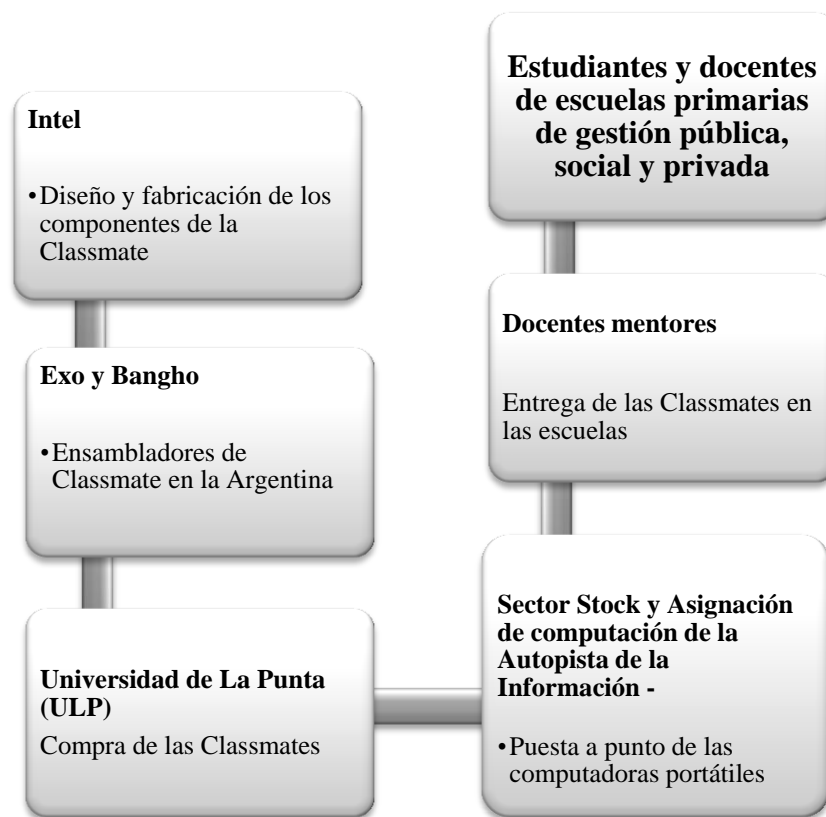 Intel
•Diseño y fabricación de los
componentes de la
Classmate
Exo y Bangho
•Ensambladores de
Classmate en la Argentina
Universidad de La Punta
(ULP)
Compra de las Classmates
Sector Stock y Asignación
de computación de la
Autopista de la
Información -
•Puesta a punto de las
computadoras portátiles
Docentes mentores
Entrega de las Classmates en
las escuelas
Estudiantes y docentes
de escuelas primarias
de gestión pública,
social y privada